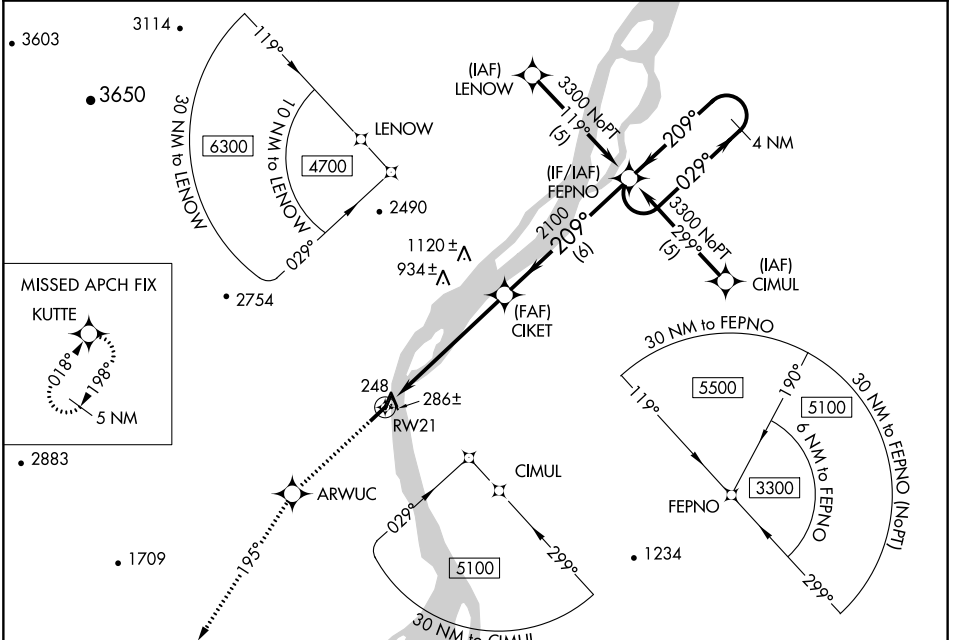 3603
3114
3650
119°
LENOW
30 NM to LENOW
6300
10 NM to LENOW
4700
029°
2490
2754
(IAF)
LENOW
3300 NoPT
119°
(5)
209°
029°
4 NM
(IF/IAF)
FEPNO
3300 NoPT
299°
(5)
(IAF)
CIMUL
2100
209°
(6)
1120 ±
934 ±
(FAF)
CIKET
MISSED APCH FIX
KUTTE
018°
198°
5 NM
248
286±
RW21
2883
ARWUC
195°
1709
CIMUL
029°
299°
5100
30 NM to CIMUL
1234
30 NM to FEPNO
5500
119°
190°
5100
30 NM to FEPNO (NoPT)
6 NM to FEPNO
3300
FEPNO
299°